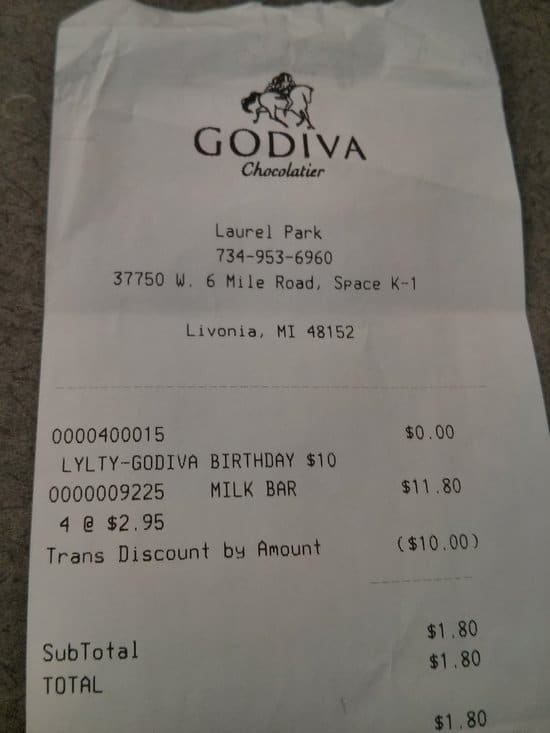 GODIVA
Chocolatier
Laurel Park
734-953-6960
37750 W. 6 Mile Road, Space K-1
Livonia, MI 48152
0000400015 $0.00
LYLTY-GODIVA BIRTHDAY $10
0000009225 MILK BAR $11.80
4 @ $2.95
Trans Discount by Amount ($10.00)
SubTotal $1.80
TOTAL $1.80
$1.80